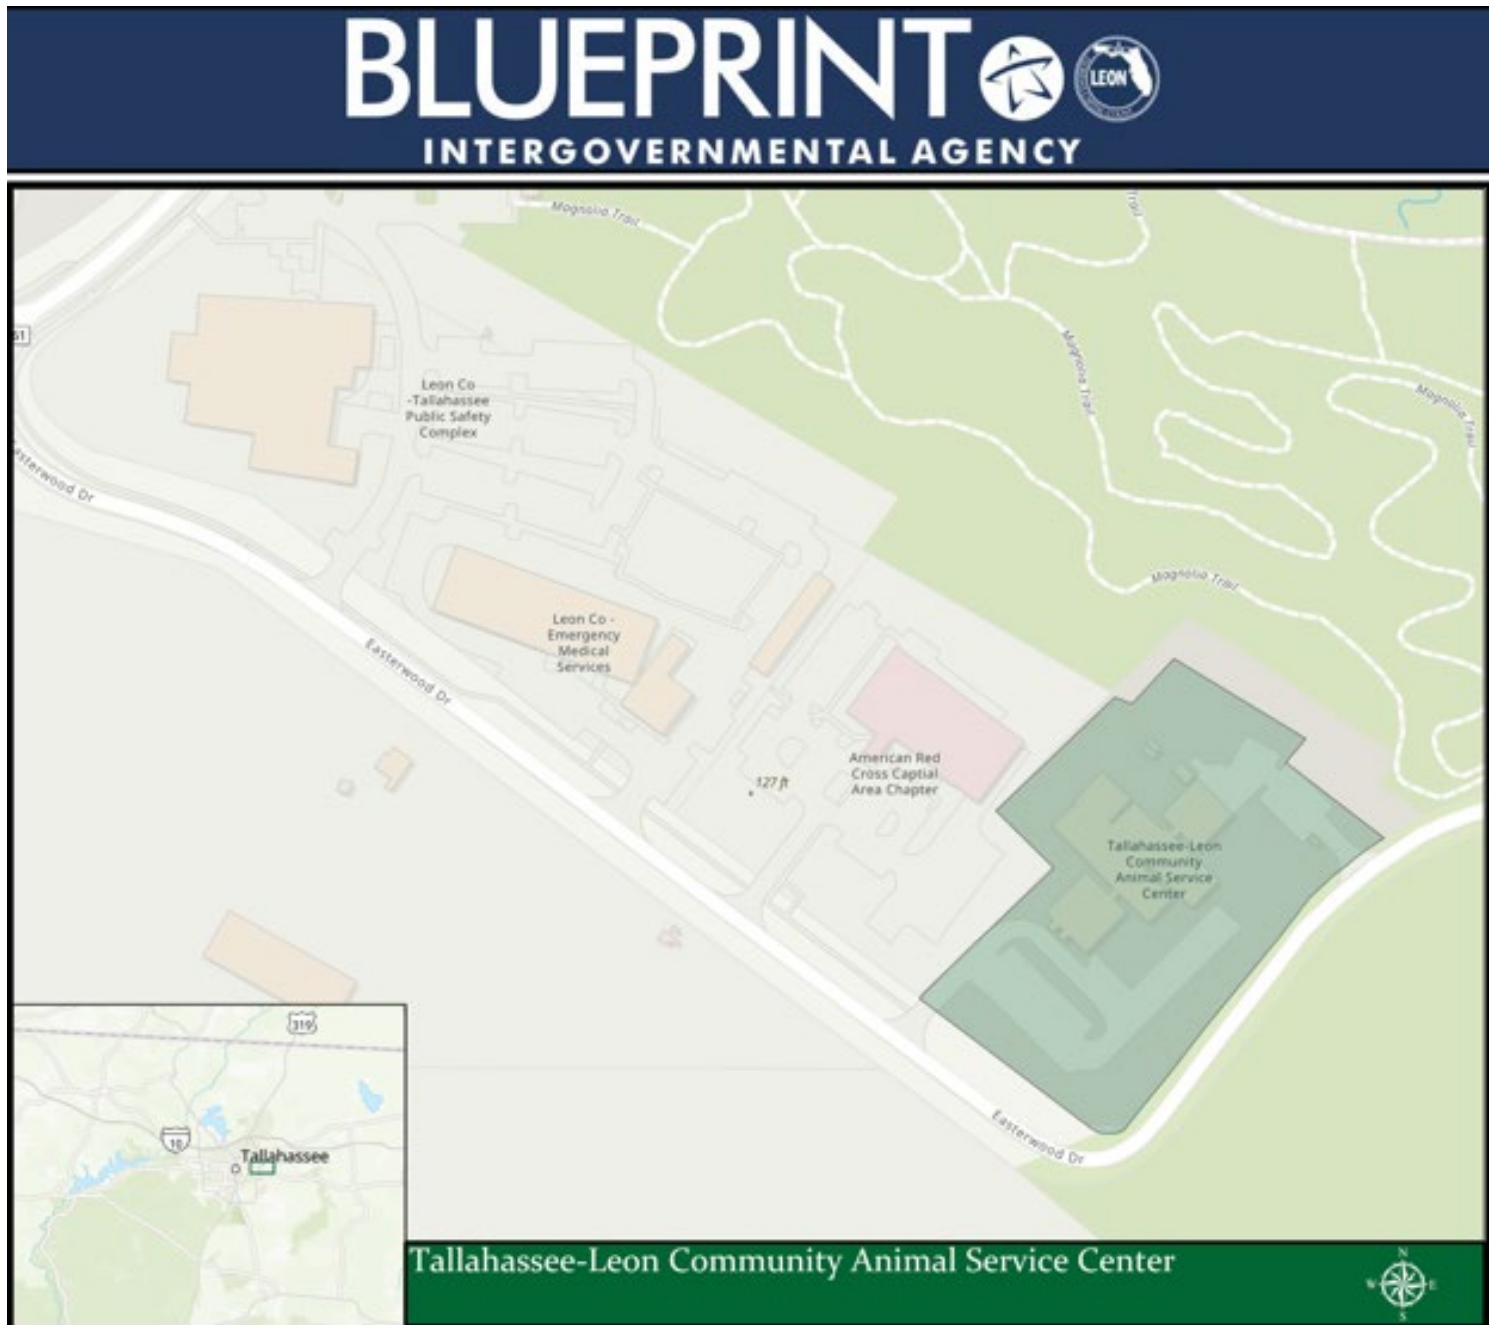 BLUEPRINT
LEON
INTERGOVERNMENTAL AGENCY
Magnolia Trail
Trail
61
Magnolia Trail
Magnolia Trail
Leon Co
-Tallahassee
Public Safety
Complex
Easterwood Dr
Magnolia Trail
Leon Co -
Emergency
Medical
Services
Easterwood Dr
American Red
Cross Captial
Area Chapter
127 ft
Tallahassee-Leon
Community
Animal Service
Center
Easterwood Dr
319
10
Tallahassee
Tallahassee-Leon Community Animal Service Center
N
W
E
S